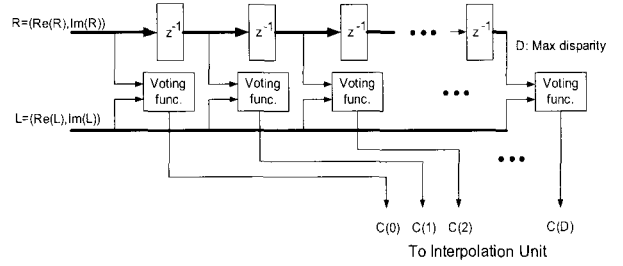 R=(Re(R),Im(R))
z⁻¹ z⁻¹ z⁻¹ z⁻¹
D: Max disparity
Voting func. Voting func. Voting func. Voting func.
L=(Re(L),Im(L))
C(0) C(1) C(2) C(D)
To Interpolation Unit